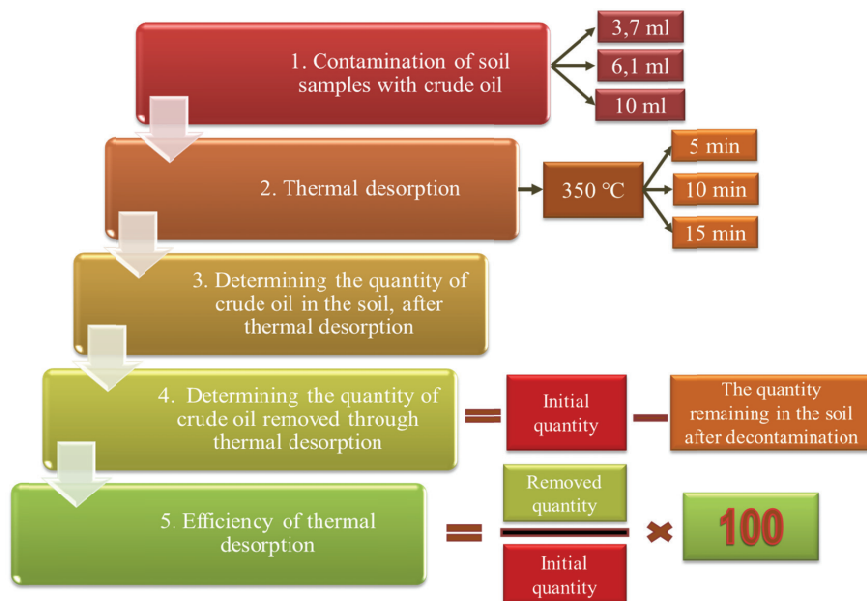 1. Contamination of soil
samples with crude oil
3,7 ml
6,1 ml
10 ml
2. Thermal desorption
350 °C
5 min
10 min
15 min
3. Determining the quantity of
crude oil in the soil, after
thermal desorption
4. Determining the quantity of
crude oil removed through
thermal desorption
=
Initial
quantity
–
The quantity
remaining in the soil
after decontamination
5. Efficiency of thermal
desorption
=
Removed
quantity
Initial
quantity
×
100